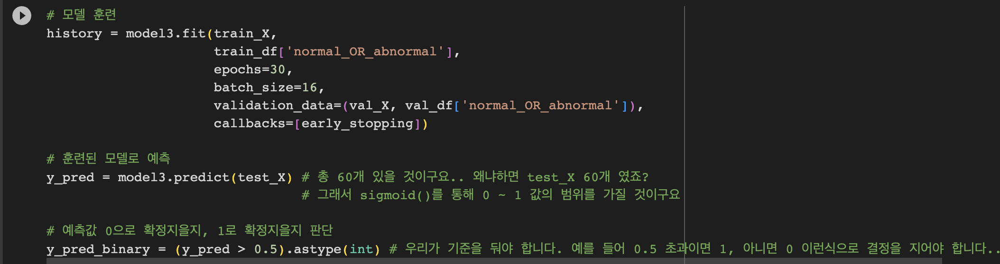 # 모델 훈련
history = model3.fit(train_X,
train_df['normal_OR_abnormal'],
epochs=30,
batch_size=16,
validation_data=(val_X, val_df['normal_OR_abnormal']),
callbacks=[early_stopping])
# 훈련된 모델로 예측
y_pred = model3.predict(test_X) # 총 60개 있을 것이구요.. 왜냐하면 test_X 60개 였죠?
# 그래서 sigmoid()를 통해 0 ~ 1 값의 범위를 가질 것이구요
# 예측값 0으로 확정지을지, 1로 확정지을지 판단
y_pred_binary = (y_pred > 0.5).astype(int) # 우리가 기준을 둬야 합니다. 예를 들어 0.5 초과이면 1, 아니면 0 이런식으로 결정을 지어야 합니다..